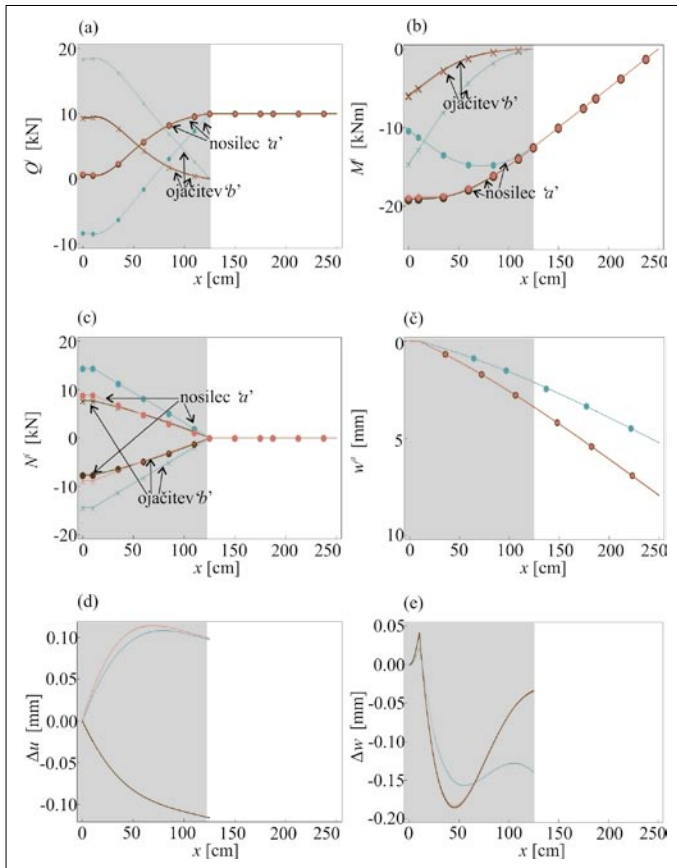 (a)
20
10
0
-10
Qⁱ [kN]
nosilec 'a'
ojačitev 'b'
0 50 100 150 200 250
x [cm]
(b)
0
-10
-20
Mⁱ [kNm]
ojačitev 'b'
nosilec 'a'
0 50 100 150 200 250
x [cm]
(c)
20
10
0
-10
-20
[kN]
nosilec 'a'
ojačitev 'b'
0 50 100 150 200 250
x [cm]
(č)
0
5
10
wᵃ [mm]
0 50 100 150 200 250
x [cm]
(d)
0.10
0.05
0.00
-0.05
-0.10
Δu [mm]
0 50 100 150 200 250
x [cm]
(e)
0.05
0.00
-0.05
-0.10
-0.15
-0.20
Δw [mm]
0 50 100 150 200 250
x [cm]